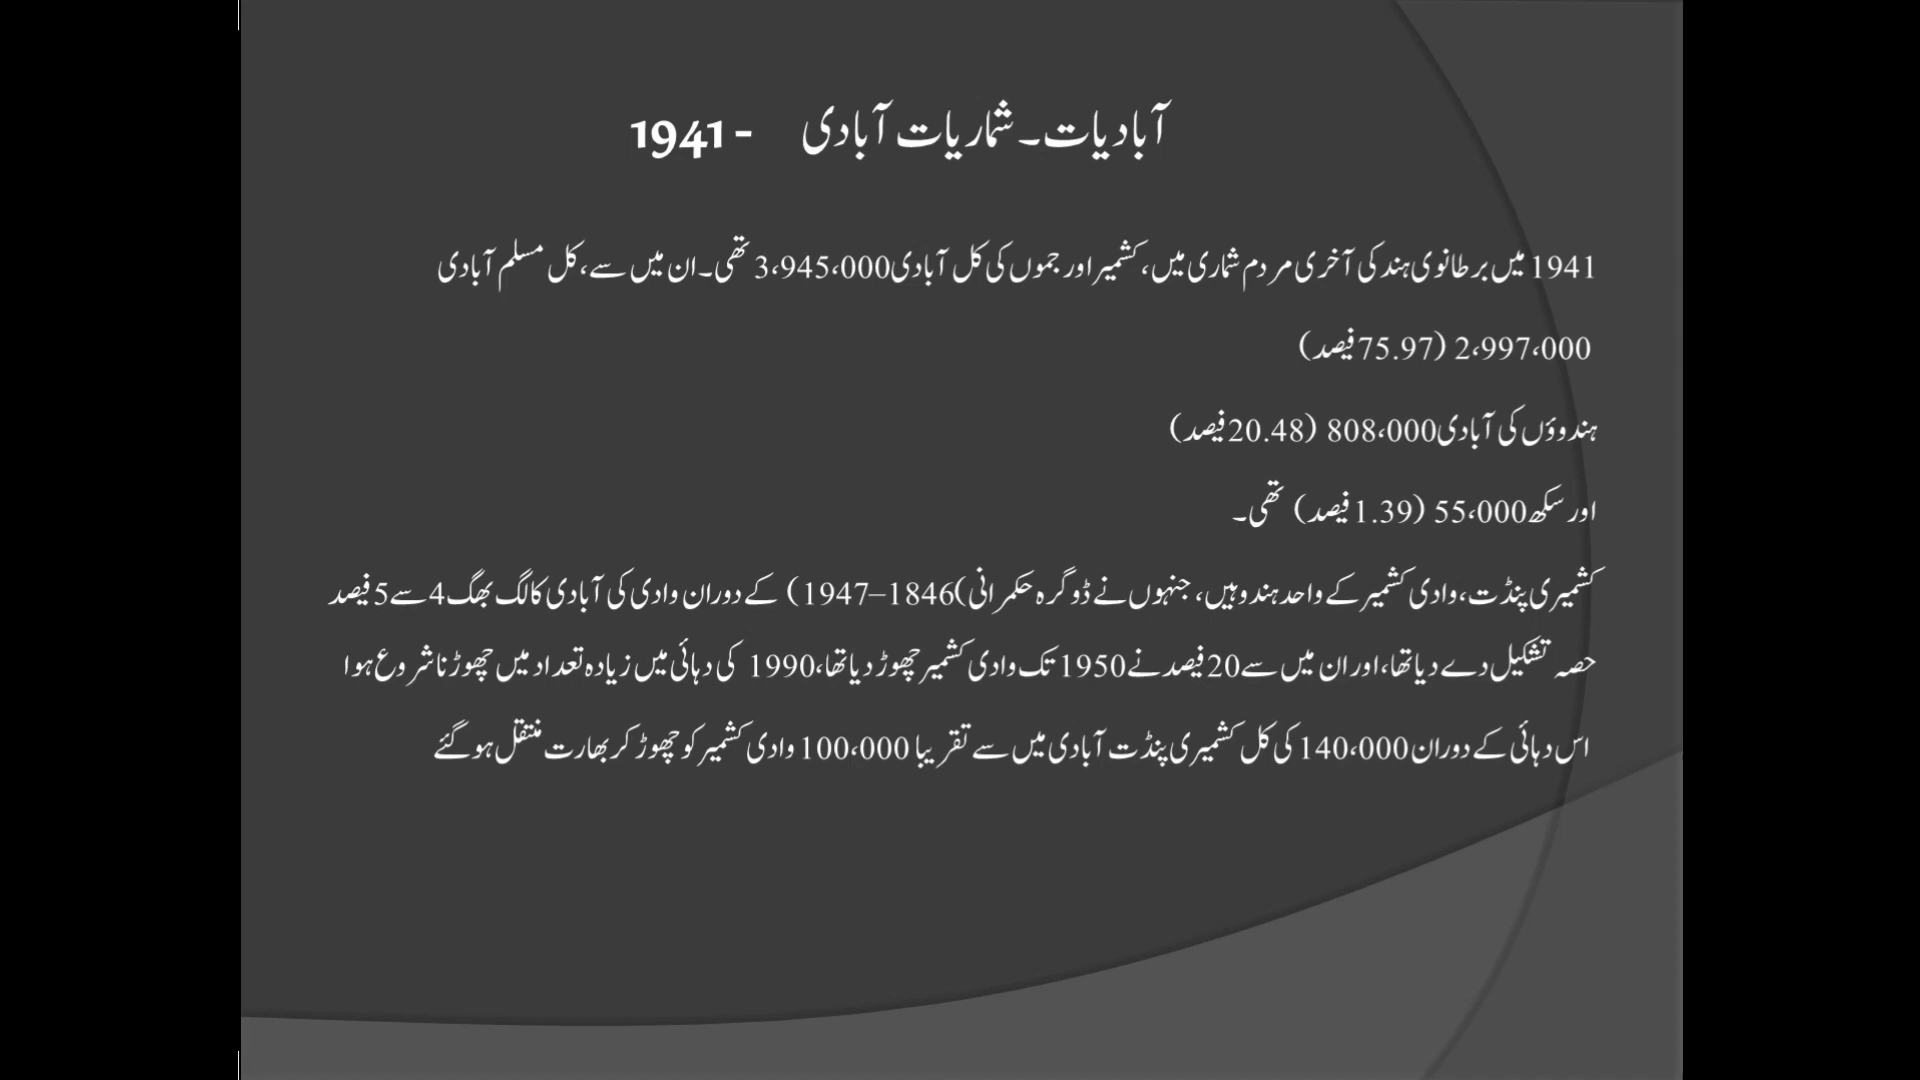 آبادیات۔شماریات آبادی - 1941
1941 میں برطانوی ہند کی آخری مردم شماری میں، کشمیر اور جموں کی کل آبادی 3،945،000 تھی۔ ان میں سے، کل مسلم آبادی
2،997،000 (75.97 فیصد)
ہندوؤں کی آبادی 808،000 (20.48 فیصد)
اور سکھ 55،000 (1.39 فیصد) تھی۔
کشمیری پنڈت، وادی کشمیر کے واحد ہندو ہیں، جنہوں نے ڈوگرہ حکمرانی (1846–1947) کے دوران وادی کی آبادی کا لگ بھگ 4 سے 5 فیصد
حصہ تشکیل دے دیا تھا، اور ان میں سے 20 فیصد نے 1950 تک وادی کشمیر چھوڑ دیا تھا، 1990 کی دہائی میں زیادہ تعداد میں چھوڑنا شروع ہوا
اس دہائی کے دوران 140،000 کی کل کشمیری پنڈت آبادی میں سے تقریبا 100،000 وادی کشمیر کو چھوڑ کر بھارت منتقل ہو گئے